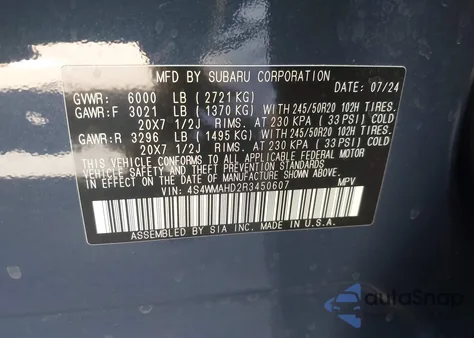 MFD BY SUBARU CORPORATION
DATE: 07/24
GVWR: 6000 LB (2721 KG)
GAWR:F 3021 LB (1370 KG) WITH 245/50R20 102H TIRES.
20X7 1/2J RIMS. AT 230 KPA ( 33 PSI) COLD
GAWR:R 3296 LB (1495 KG) WITH 245/50R20 102H TIRES.
20X7 1/2J RIMS. AT 230 KPA ( 33 PSI) COLD
THIS VEHICLE CONFORMS TO ALL APPLICABLE FEDERAL MOTOR
VEHICLE SAFETY AND THEFT PREVENTION STANDARDS IN EFFECT
ON THE DATE OF MANUFACTURE SHOWN ABOVE.
VIN: 4S4WMAHD2R3450607 MPV
ASSEMBLED BY SIA INC. MADE IN U.S.A.
autoSnap